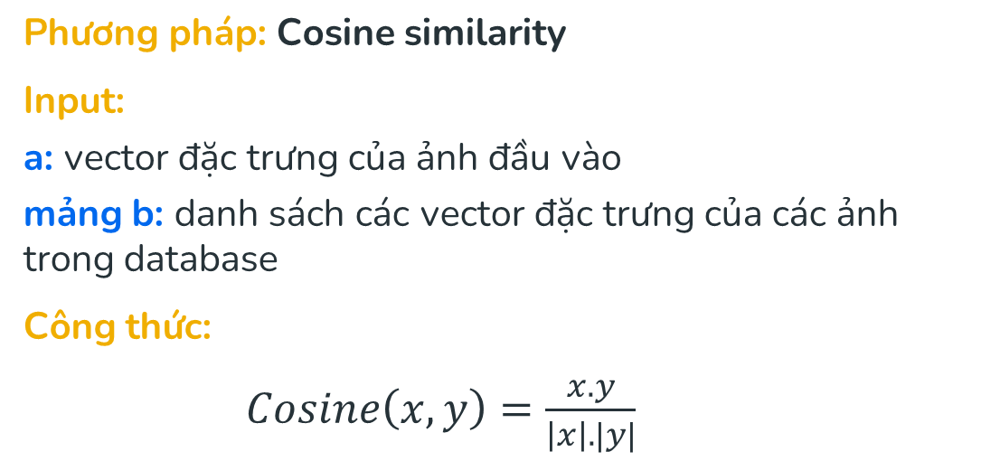 Phương pháp: Cosine similarity
Input:
a: vector đặc trưng của ảnh đầu vào
mảng b: danh sách các vector đặc trưng của các ảnh
trong database
Công thức:
Cosine(x, y) = x.y / |x|.|y|